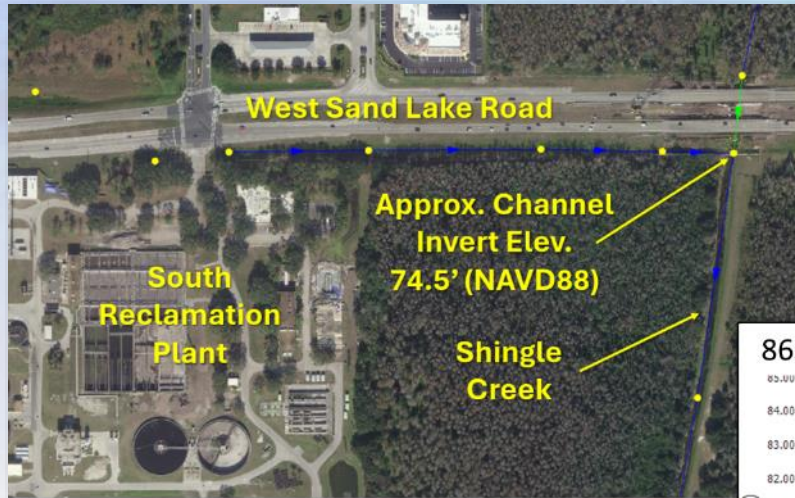 West Sand Lake Road
Approx. Channel
Invert Elev.
74.5' (NAVD88)
South
Reclamation
Plant
Shingle
Creek
86
85.00
84.00
83.00
82.00